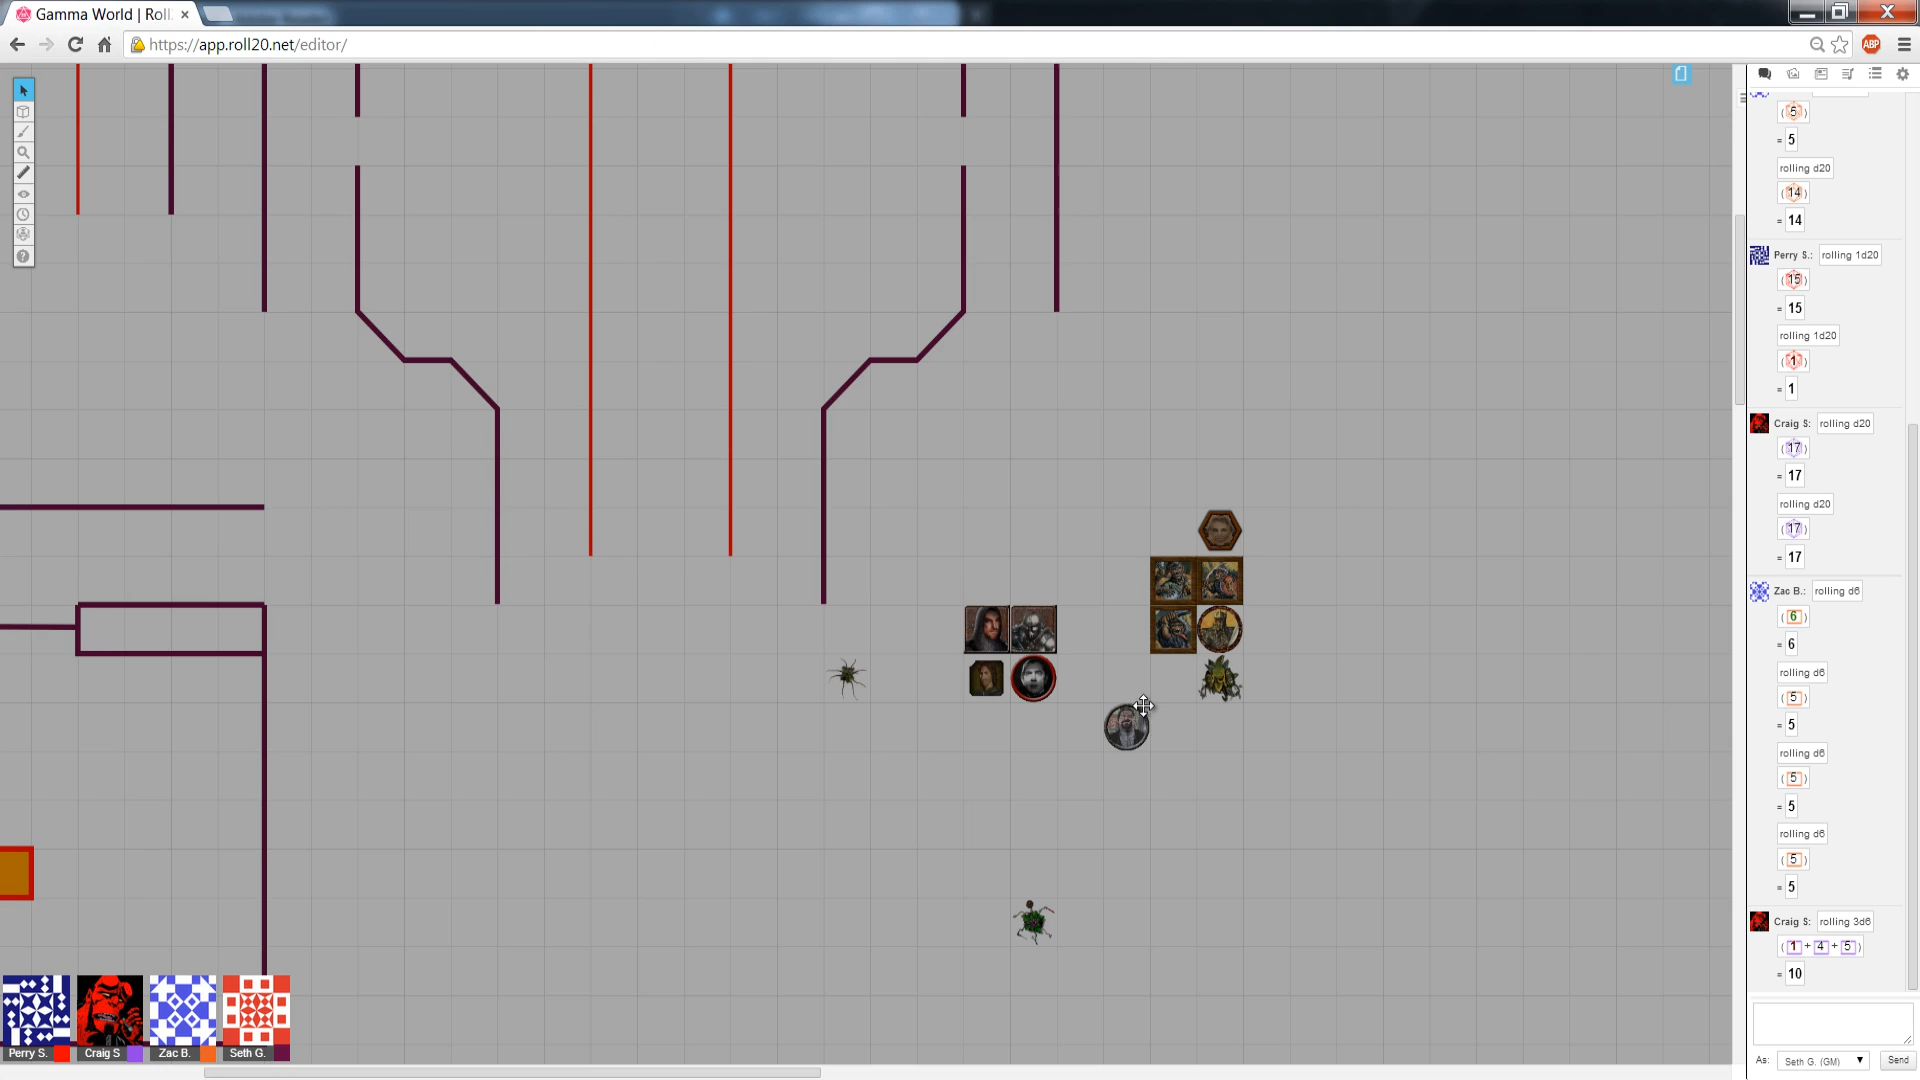 Gamma World | Roll
https://app.roll20.net/editor/
ABP
(5)
= 5
rolling d20
(14)
= 14
Perry S.: rolling 1d20
(15)
= 15
rolling 1d20
(1)
= 1
Craig S: rolling d20
(17)
= 17
rolling d20
(17)
= 17
Zac B.: rolling d6
(6)
= 6
rolling d6
(5)
= 5
rolling d6
(5)
= 5
rolling d6
(5)
= 5
Craig S: rolling 3d6
(1+4+5)
= 10
Perry S. Craig S Zac B. Seth G.
As: Seth G. (GM) Send